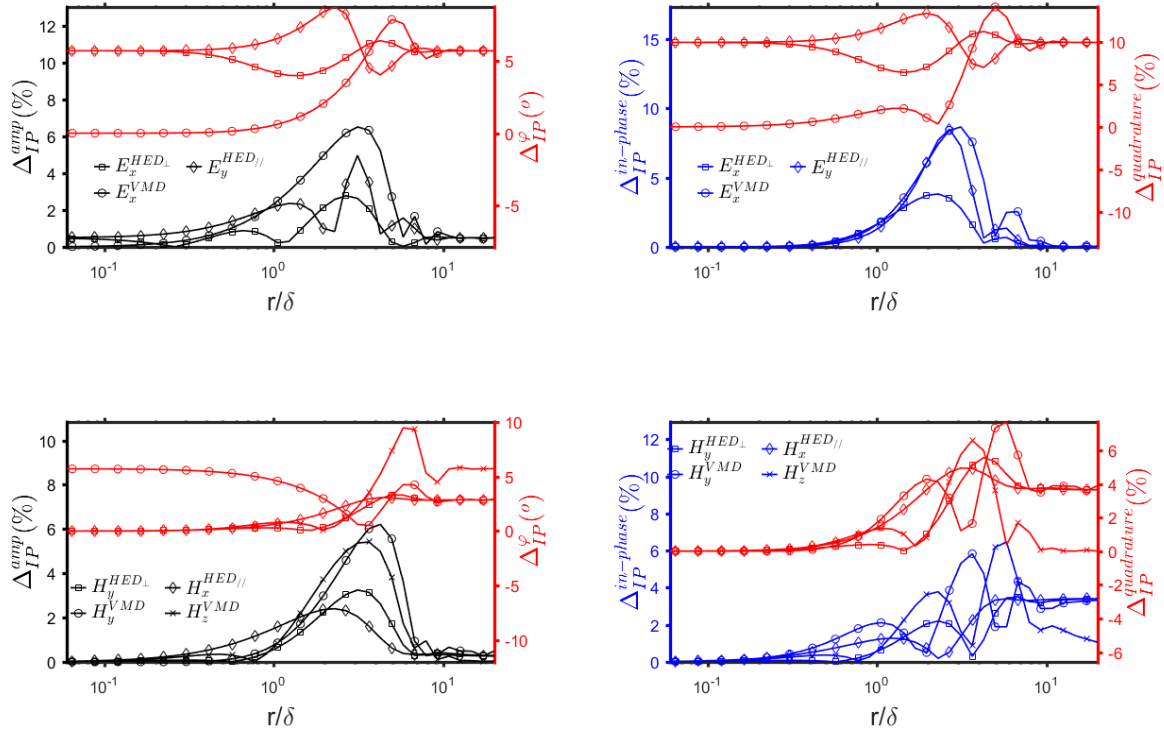 12
10
8
6
4
2
0
Δ_{IP}^{amp}(%)
5
0
-5
Δ_{IP}^{φ}(º)
E_x^{HED⊥} E_y^{HED//}
E_x^{VMD}
10^{-1} 10^{0} 10^{1}
r/δ
15
10
5
0
Δ_{IP}^{in-phase}(%)
10
5
0
-5
-10
Δ_{IP}^{quadrature}(%)
E_x^{HED⊥} E_y^{HED//}
E_x^{VMD}
10^{-1} 10^{0} 10^{1}
r/δ
10
8
6
4
2
0
Δ_{IP}^{amp}(%)
10
5
0
-5
-10
Δ_{IP}^{φ}(º)
H_y^{HED⊥} H_x^{HED//}
H_y^{VMD} H_z^{VMD}
10^{-1} 10^{0} 10^{1}
r/δ
12
10
8
6
4
2
0
Δ_{IP}^{in-phase}(%)
6
4
2
0
-2
-4
-6
Δ_{IP}^{quadrature}(%)
H_y^{HED⊥} H_x^{HED//}
H_y^{VMD} H_z^{VMD}
10^{-1} 10^{0} 10^{1}
r/δ